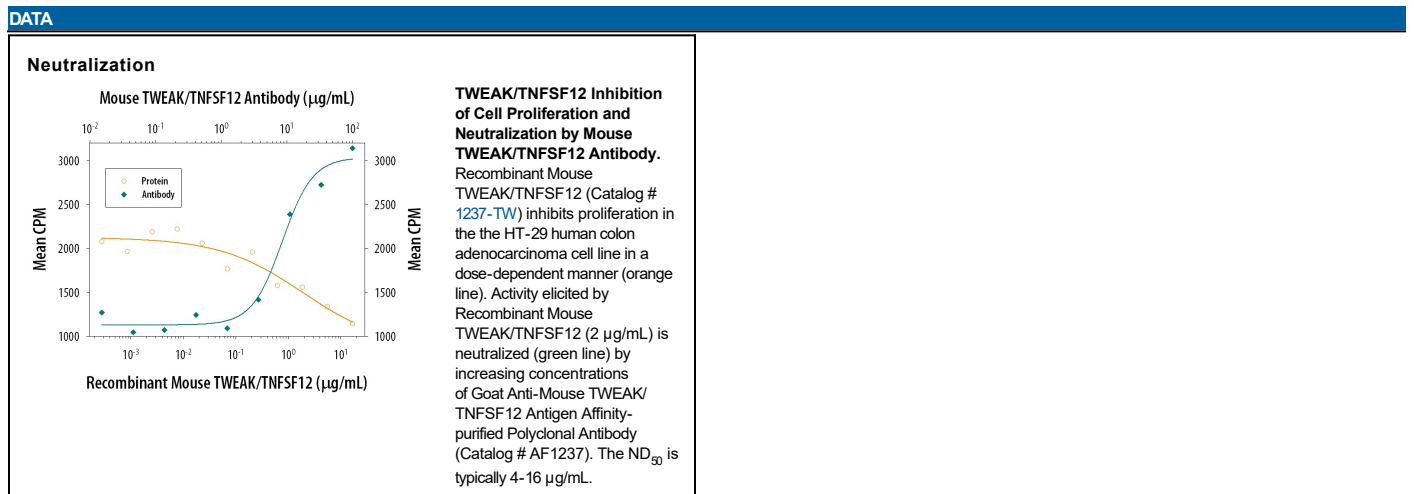 DATA
Neutralization
Mouse TWEAK/TNFSF12 Antibody (μg/mL)
10-2 10-1 100 101 102
3000 3000
Protein
Antibody
2500 2500
2000 2000
1500 1500
1000 1000
Mean CPM
Mean CPM
10-3 10-2 10-1 100 101
Recombinant Mouse TWEAK/TNFSF12 (μg/mL)
TWEAK/TNFSF12 Inhibition
of Cell Proliferation and
Neutralization by Mouse
TWEAK/TNFSF12 Antibody.
Recombinant Mouse
TWEAK/TNFSF12 (Catalog #
1237-TW) inhibits proliferation in
the the HT-29 human colon
adenocarcinoma cell line in a
dose-dependent manner (orange
line). Activity elicited by
Recombinant Mouse
TWEAK/TNFSF12 (2 μg/mL) is
neutralized (green line) by
increasing concentrations
of Goat Anti-Mouse TWEAK/
TNFSF12 Antigen Affinity-
purified Polyclonal Antibody
(Catalog # AF1237). The ND50 is
typically 4-16 μg/mL.